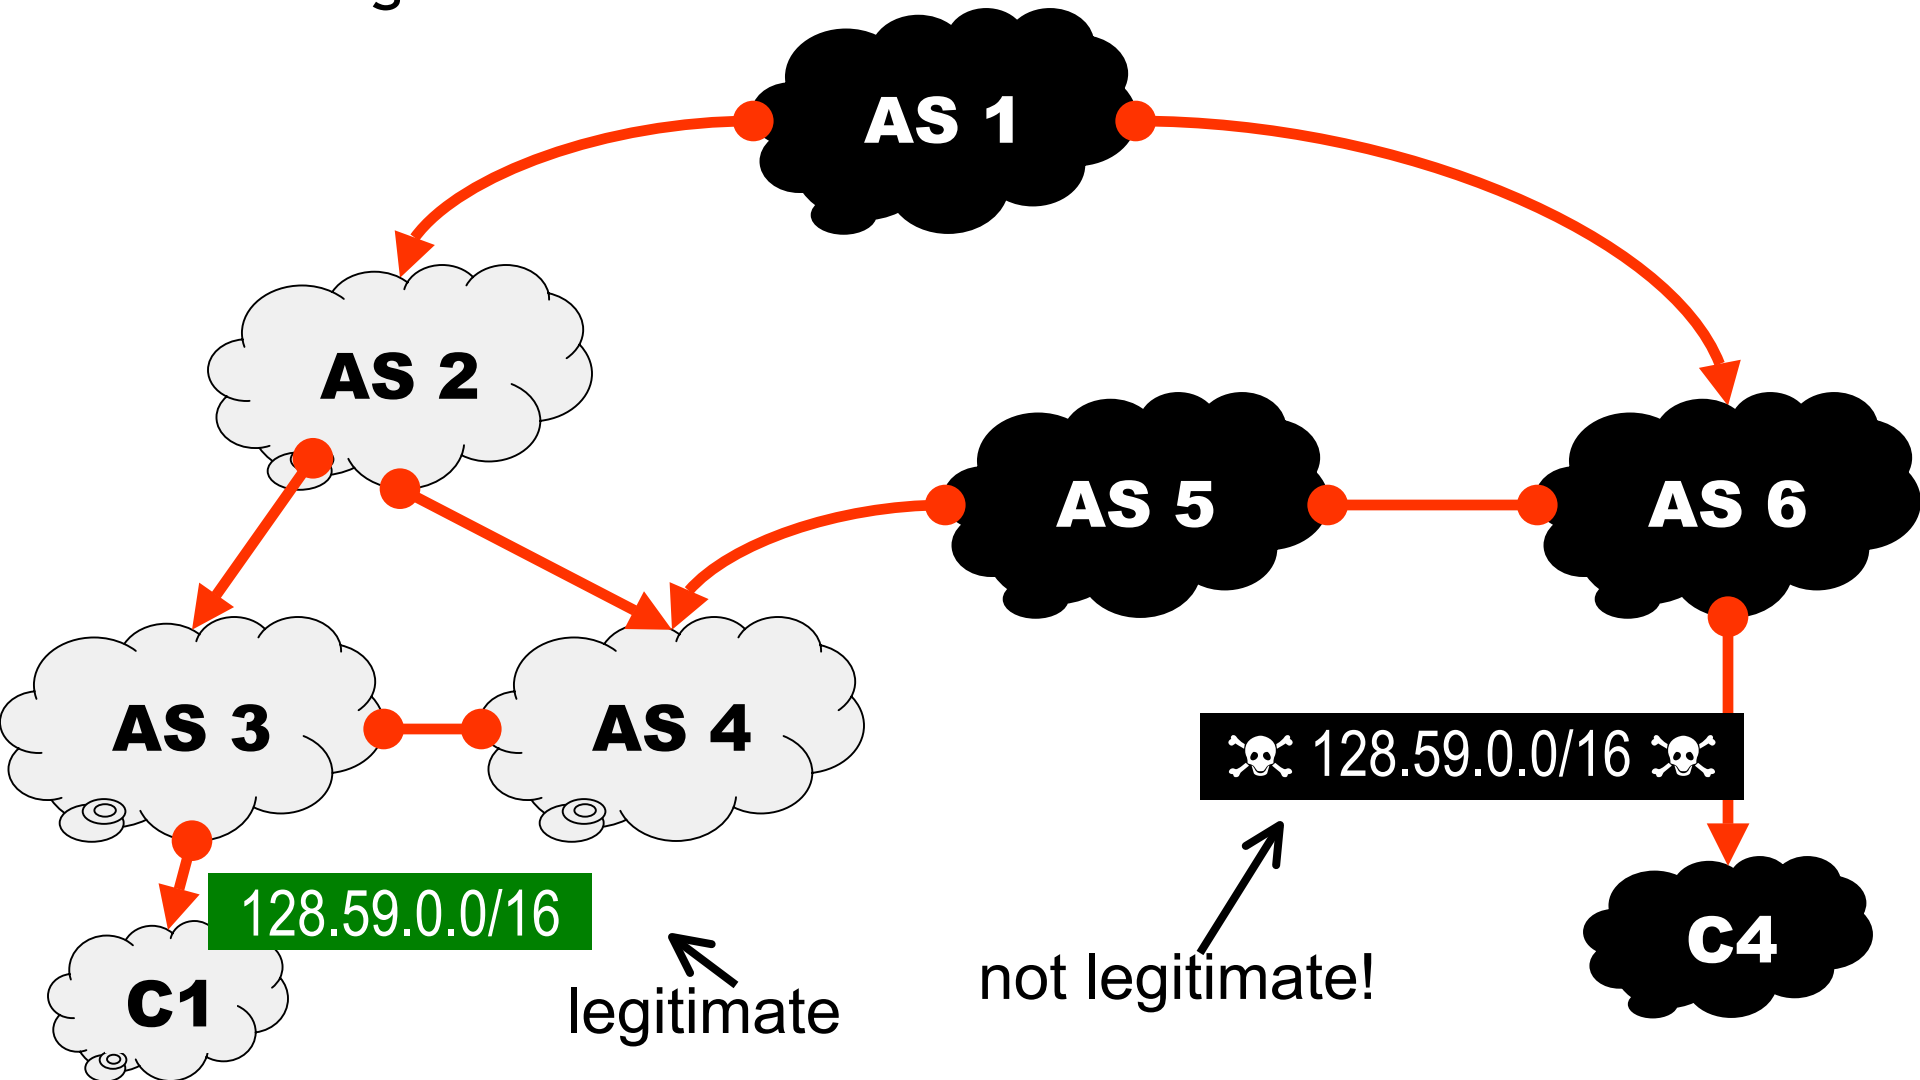 AS 1
AS 2
AS 5
AS 6
AS 3
AS 4
☠ 128.59.0.0/16 ☠
128.59.0.0/16
C4
not legitimate!
C1
legitimate